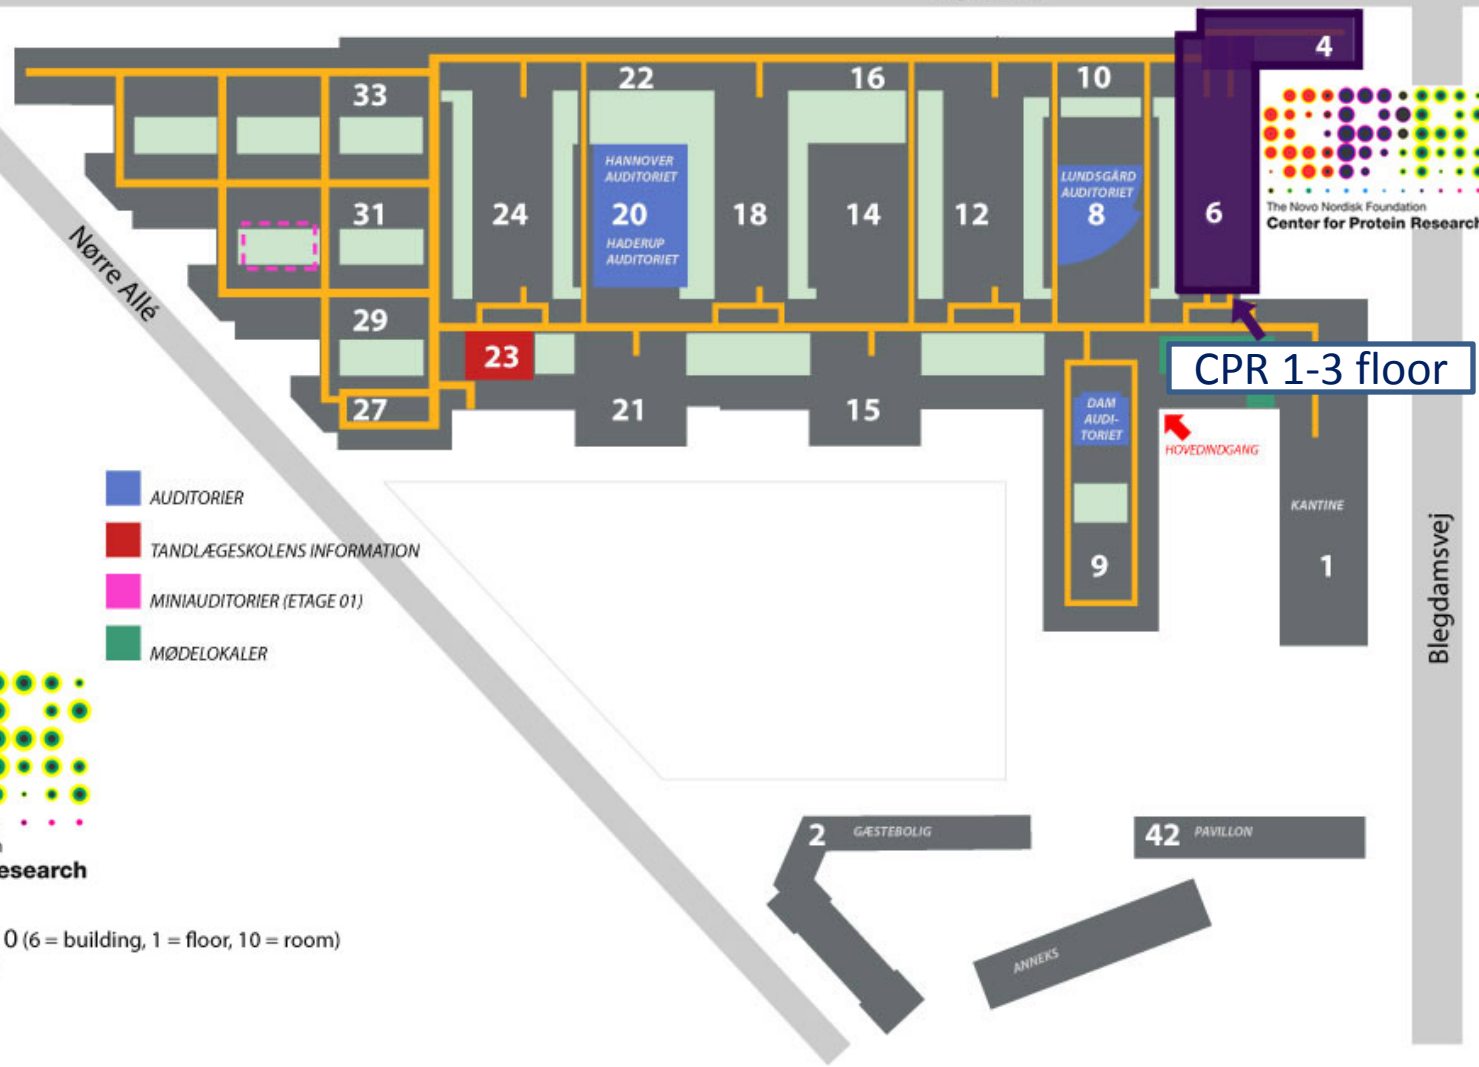 4
33
22
16
10
The Novo Nordisk Foundation
Center for Protein Research
HANNOVER
AUDITORIET
20
HADERUP
AUDITORIET
LUNDSGÅRD
AUDITORIET
8
31
24
18
14
12
6
Nørre Allé
29
23
CPR 1-3 floor
27
21
15
DAM
AUDI-
TORIET
HOVEDINDGANG
KANTINE
9
1
Blegdamsvej
AUDITORIER
TANDLÆGESKOLENS INFORMATION
MINIAUDITORIER (ETAGE 01)
MØDELOKALER
2 GÆSTEBOLIG
42 PAVILLON
esearch
0 (6 = building, 1 = floor, 10 = room)
ANNEKS